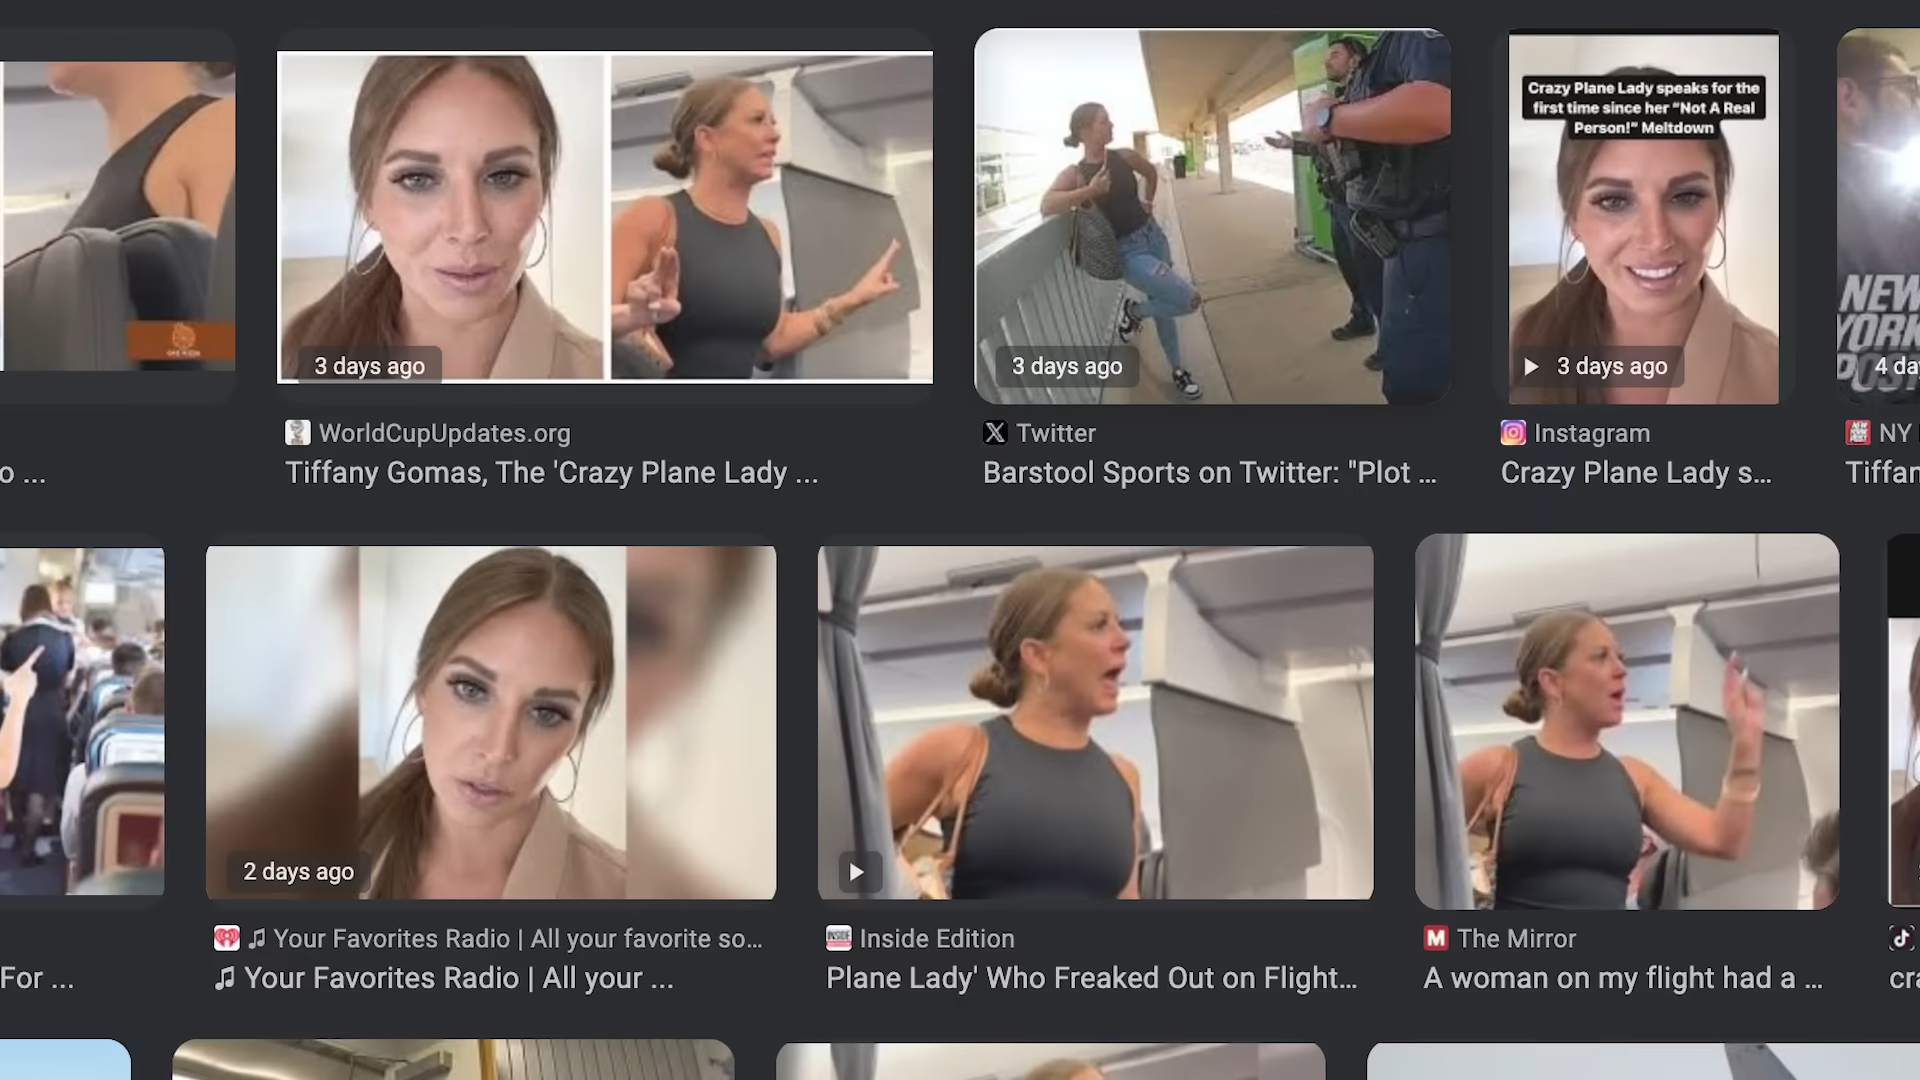 Crazy Plane Lady speaks for the
first time since her "Not A Real
Person!" Meltdown
NEW
YORK
POST
3 days ago
3 days ago
3 days ago
4 da
WorldCupUpdates.org
Twitter
Instagram
NY
o ...
Tiffany Gomas, The 'Crazy Plane Lady ...
Barstool Sports on Twitter: "Plot ...
Crazy Plane Lady s...
Tiffan
2 days ago
♫ Your Favorites Radio | All your favorite so...
Inside Edition
M The Mirror
For ...
♫ Your Favorites Radio | All your ...
Plane Lady' Who Freaked Out on Flight...
A woman on my flight had a ...
cra